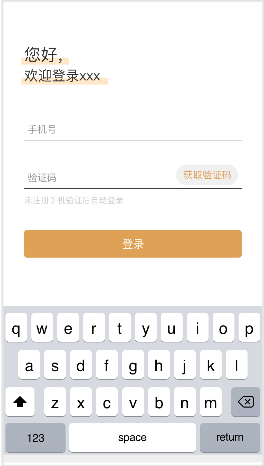 您好，
欢迎登录xxx
手机号
验证码
获取验证码
未注册手机验证后自动登录
登录
q w e r t y u i o p
a s d f g h j k l
z x c v b n m
123 space return